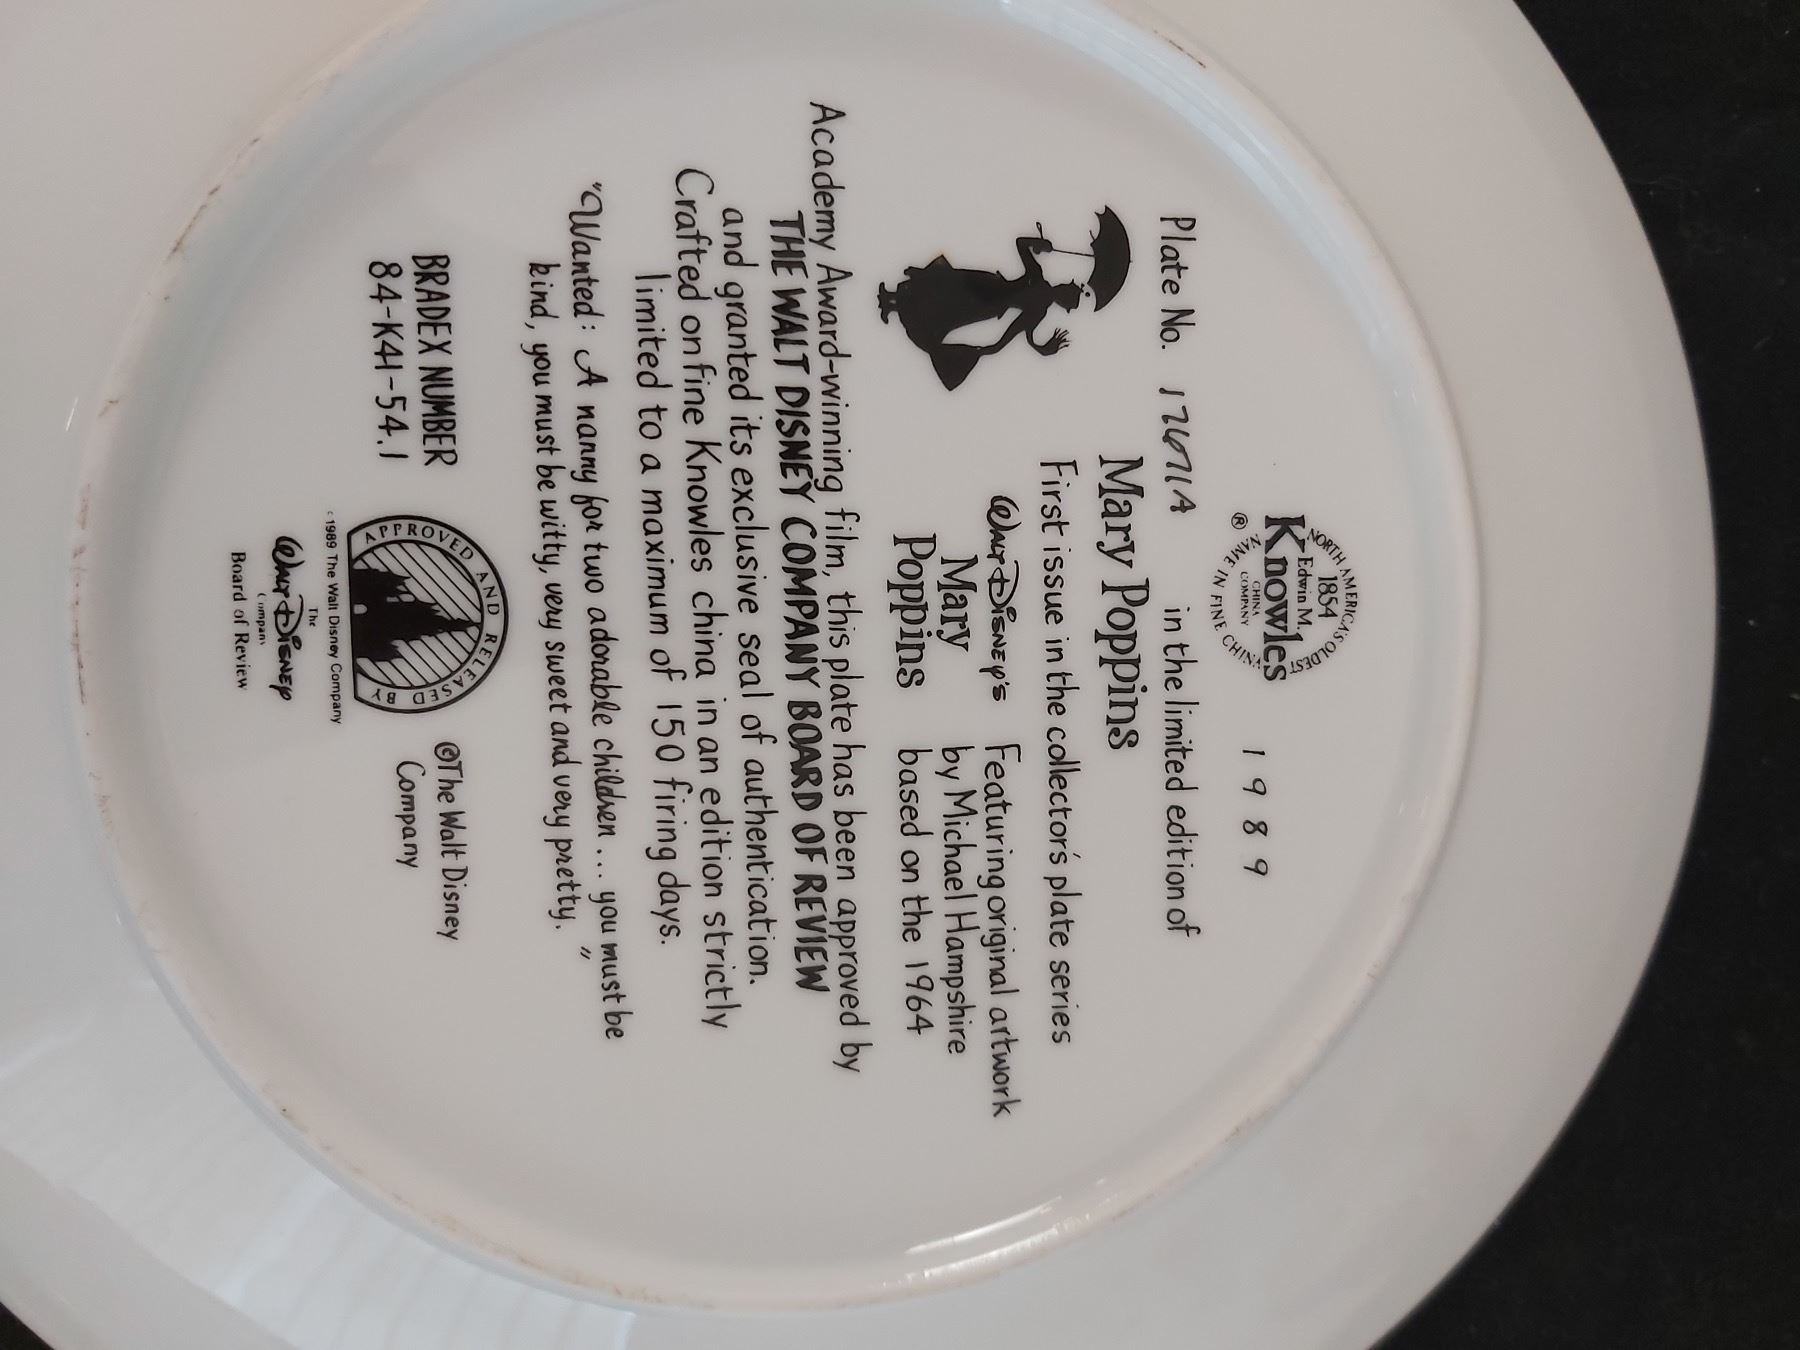 NORTH AMERICA'S OLDEST
1854
Edwin M.
Knowles
CHINA
COMPANY
NAME IN FINE CHINA
®
1989
Plate No. 17671A in the limited edition of
Mary Poppins
First issue in the collector's plate series
Walt Disney's
Mary
Poppins
Featuring original artwork
by Michael Hampshire
based on the 1964
Academy Award-winning film, this plate has been approved by
THE WALT DISNEY COMPANY BOARD OF REVIEW
and granted its exclusive seal of authentication.
Crafted on fine Knowles china in an edition strictly
limited to a maximum of 150 firing days.
"Wanted: A nanny for two adorable children ... you must be
kind, you must be witty, very sweet and very pretty."
BRADEX NUMBER
84-K41-54.1
APPROVED AND RELEASED BY
©1989 The Walt Disney Company
The
Walt Disney
Company
Board of Review
©The Walt Disney
Company